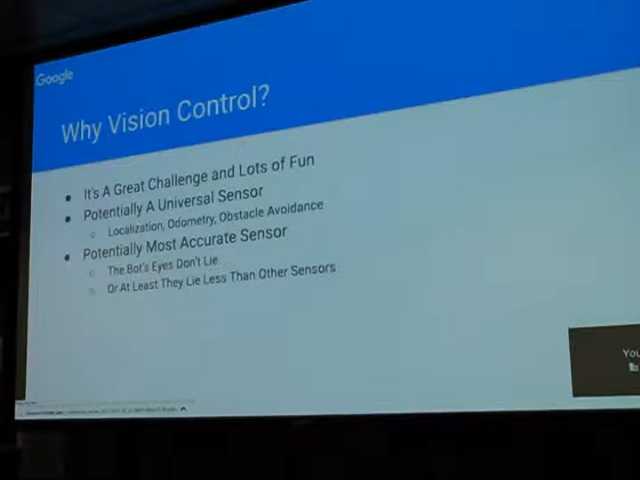 Google
Why Vision Control?
It's A Great Challenge and Lots of Fun
Potentially A Universal Sensor
Localization, Odometry, Obstacle Avoidance
Potentially Most Accurate Sensor
The Bot's Eyes Don't Lie
Or At Least They Lie Less Than Other Sensors
You